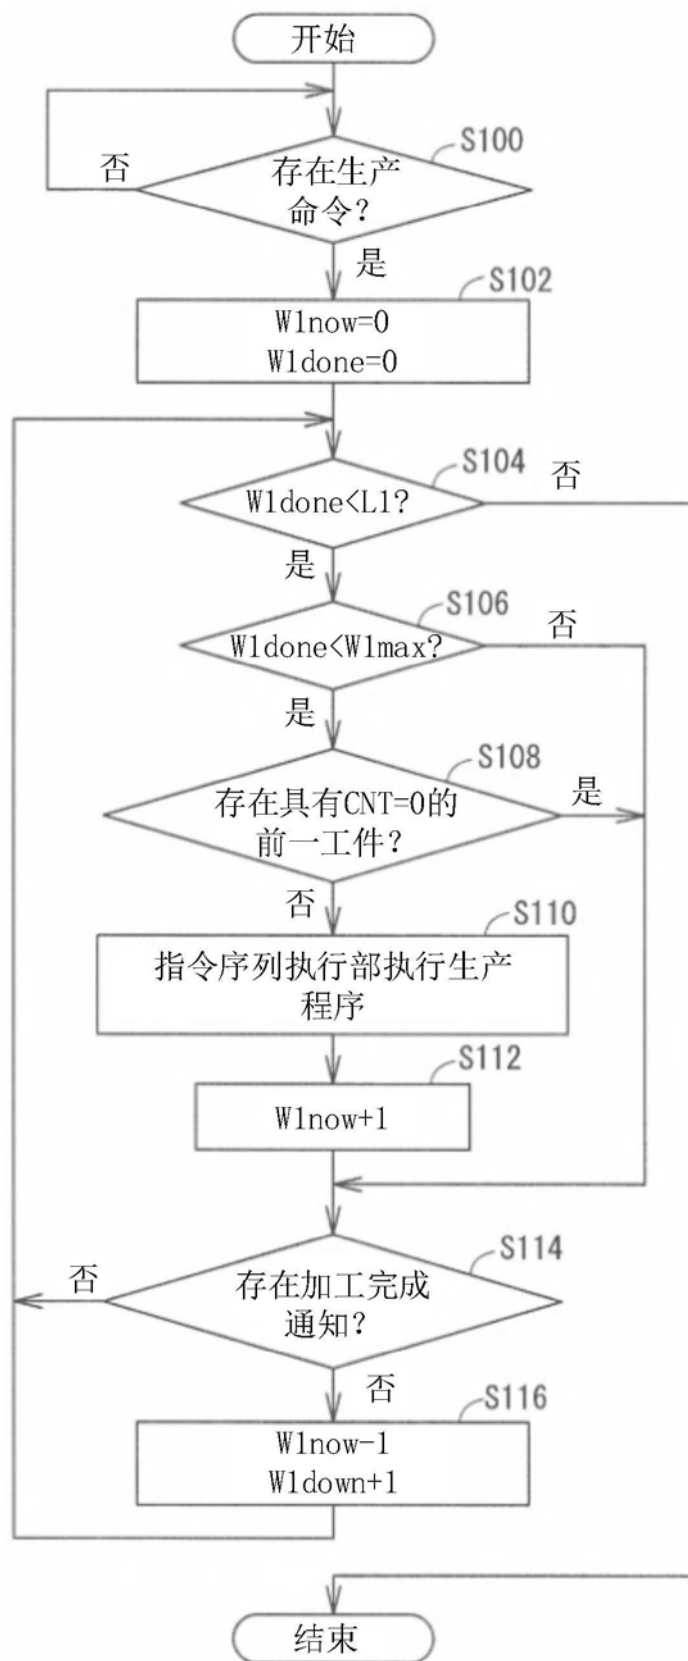 开始
S100
否
存在生产
命令?
是
S102
W1now=0
W1done=0
S104
否
W1done<L1?
是
S106
否
W1done<W1max?
是
S108
是
存在具有CNT=0的
前一工件?
否
S110
指令序列执行部执行生产
程序
S112
W1now+1
S114
否
存在加工完成
通知?
否
S116
W1now-1
W1down+1
结束